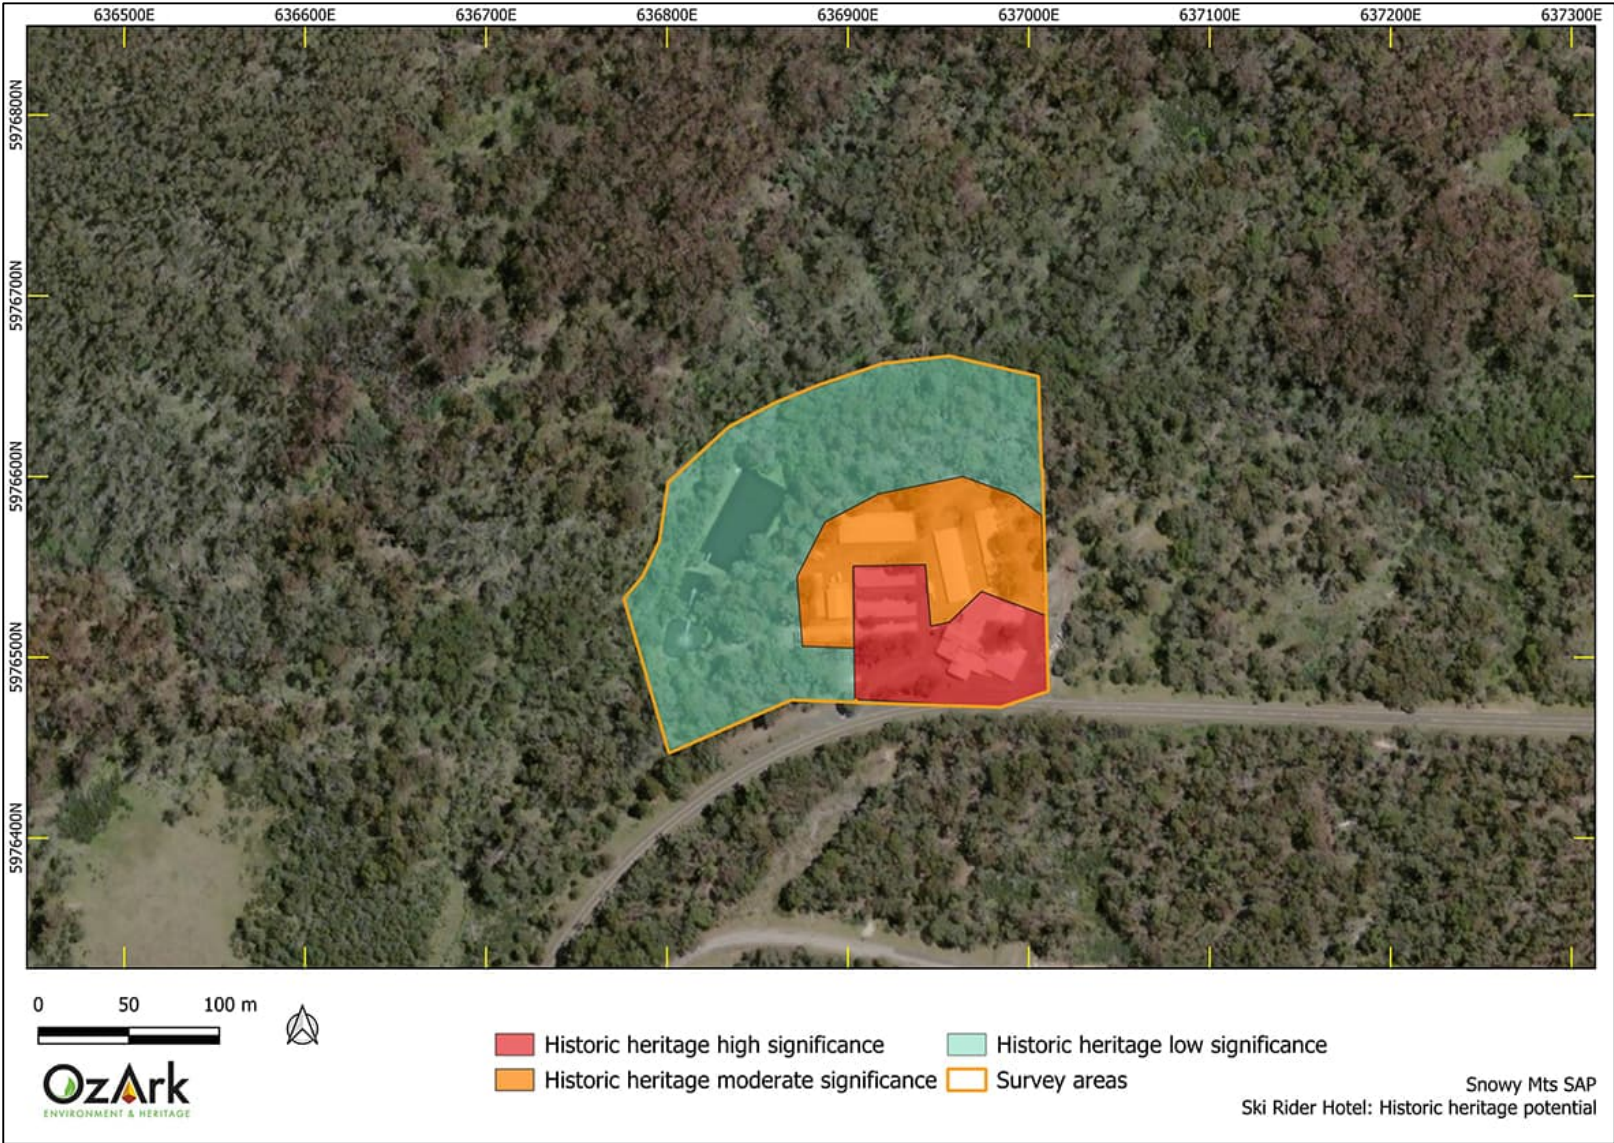 636500E 636600E 636700E 636800E 636900E 637000E 637100E 637200E 637300E
5976800N
5976700N
5976600N
5976500N
5976400N
0 50 100 m
OzArk
ENVIRONMENT & HERITAGE
Historic heritage high significance
Historic heritage moderate significance
Historic heritage low significance
Survey areas
Snowy Mts SAP
Ski Rider Hotel: Historic heritage potential